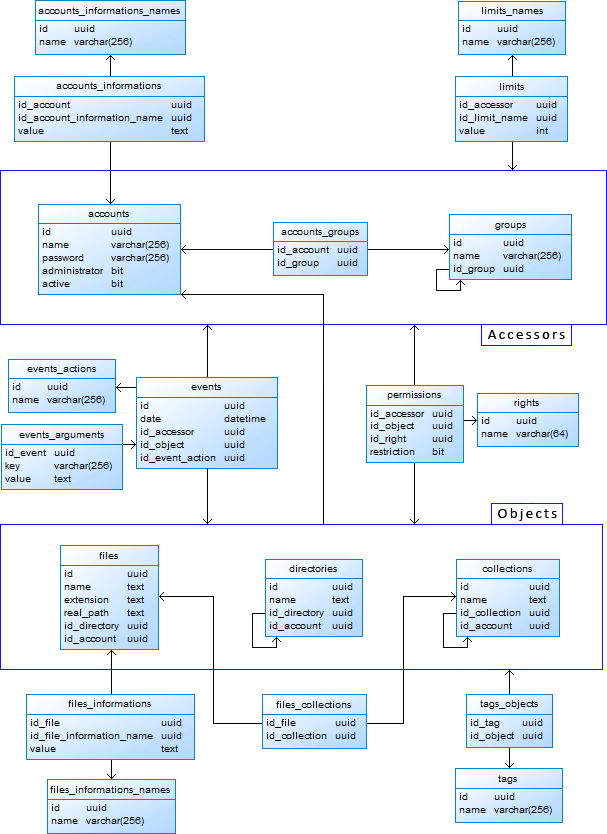 accounts_informations_names
id uuid
name varchar(256)
limits_names
id uuid
name varchar(256)
accounts_informations
id_account uuid
id_account_information_name uuid
value text
limits
id_accessor uuid
id_limit_name uuid
value int
accounts
id uuid
name varchar(256)
password varchar(256)
administrator bit
active bit
accounts_groups
id_account uuid
id_group uuid
groups
id uuid
name varchar(256)
id_group uuid
Accessors
events_actions
id uuid
name varchar(256)
events
id uuid
date datetime
id_accessor uuid
id_object uuid
id_event_action uuid
permissions
id_accessor uuid
id_object uuid
id_right uuid
restriction bit
rights
id uuid
name varchar(64)
events_arguments
id_event uuid
key varchar(256)
value text
Objects
files
id uuid
name text
extension text
real_path text
id_directory uuid
id_account uuid
directories
id uuid
name text
id_directory uuid
id_account uuid
collections
id uuid
name text
id_collection uuid
id_account uuid
files_informations
id_file uuid
id_file_information_name uuid
value text
files_collections
id_file uuid
id_collection uuid
tags_objects
id_tag uuid
id_object uuid
files_informations_names
id uuid
name varchar(256)
tags
id uuid
name varchar(256)